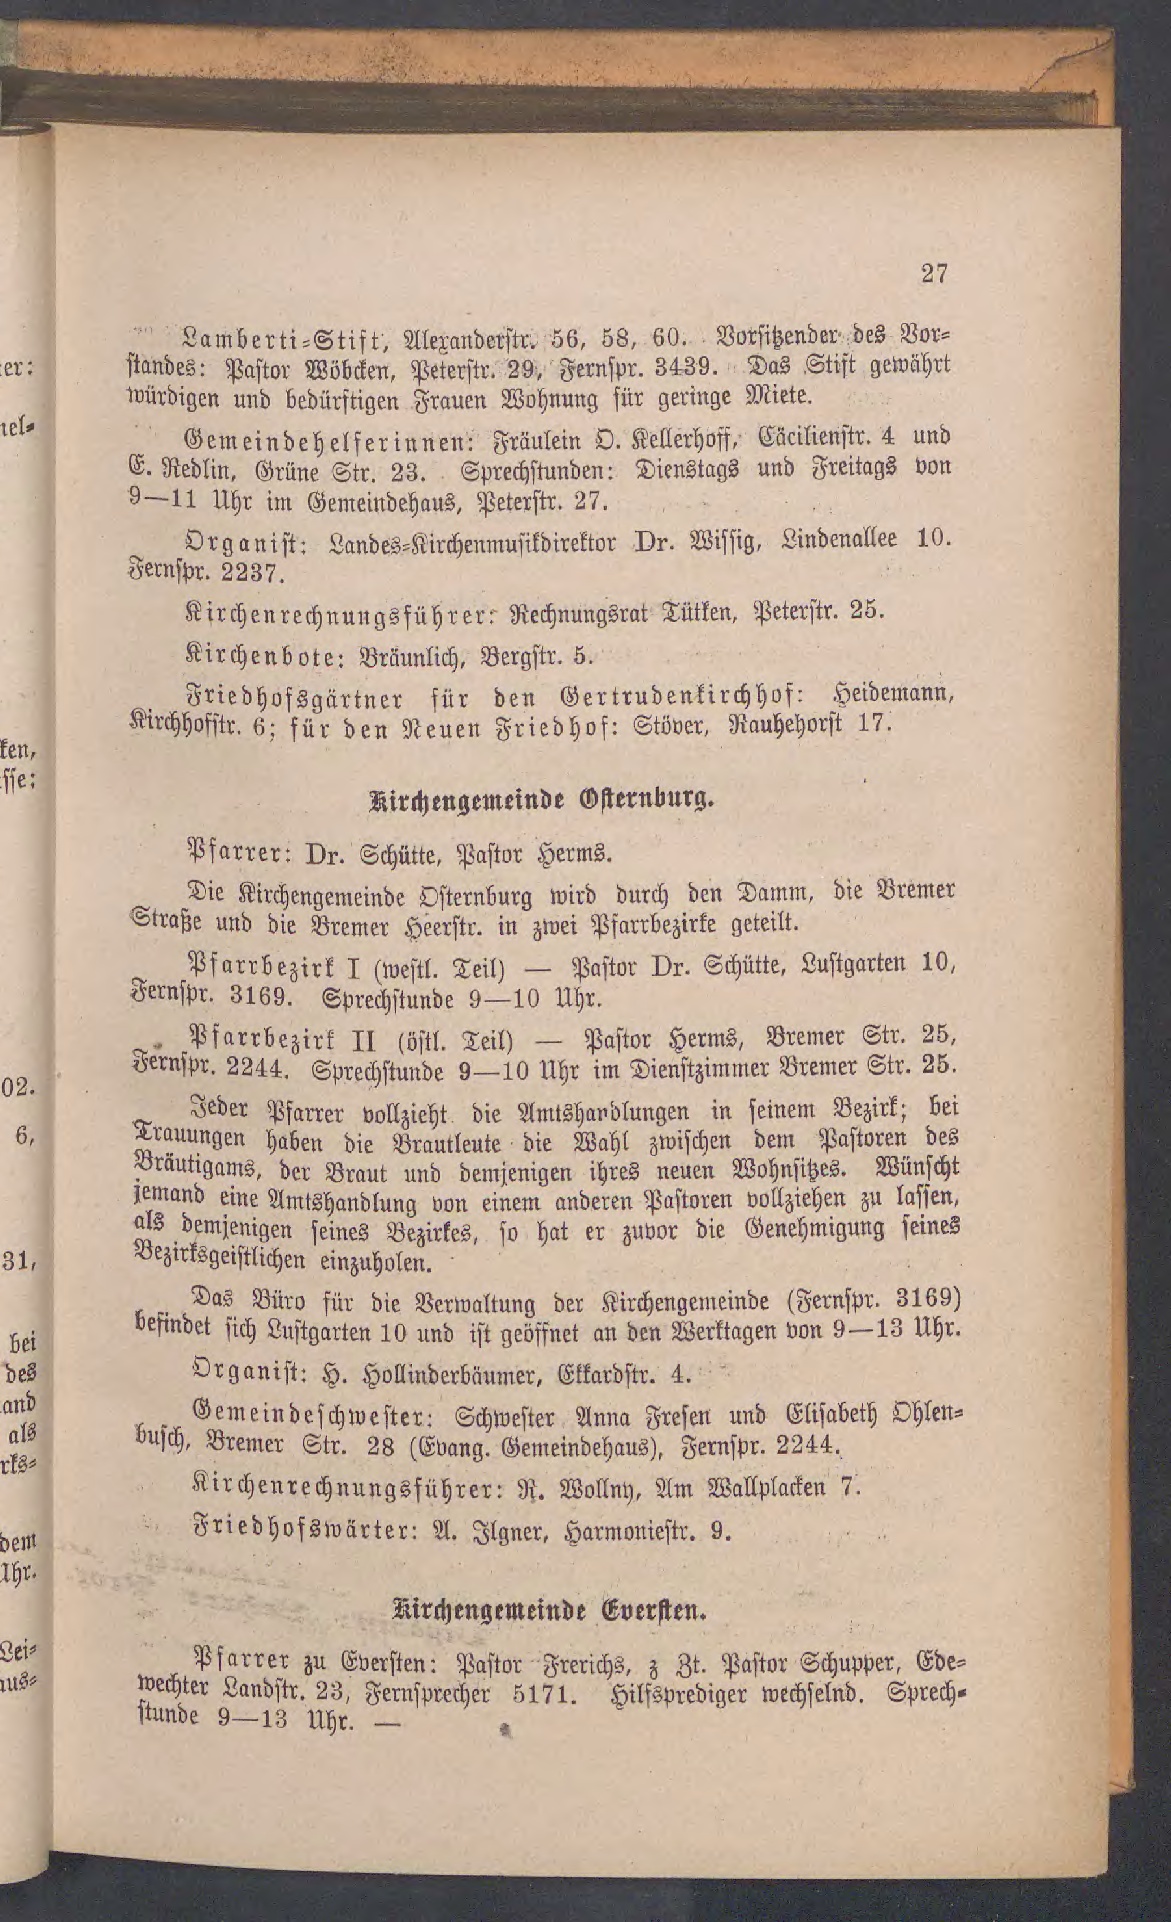 27
Lamberti-Stift, Alexanderstr. 56, 58, 60. Vorsitzender des Vor-
standes: Pastor Wöbcken, Peterstr. 29, Fernspr. 3439. Das Stift gewährt
würdigen und bedürftigen Frauen Wohnung für geringe Miete.
Gemeindehelferinnen: Fräulein O. Kellerhoff, Cäcilienstr. 4 und
E. Redlin, Grüne Str. 23. Sprechstunden: Dienstags und Freitags von
9—11 Uhr im Gemeindehaus, Peterstr. 27.
Organist: Landes-Kirchenmusikdirektor Dr. Wissig, Lindenallee 10.
Fernspr. 2237.
Kirchenrechnungsführer: Rechnungsrat Tütken, Peterstr. 25.
Kirchenbote: Bräunlich, Bergstr. 5.
Friedhofsgärtner für den Gertrudenkirchhof: Heidemann,
Kirchhofstr. 6; für den Neuen Friedhof: Stöver, Rauhehorst 17.
Kirchengemeinde Osternburg.
Pfarrer: Dr. Schütte, Pastor Herms.
Die Kirchengemeinde Osternburg wird durch den Damm, die Bremer
Straße und die Bremer Heerstr. in zwei Pfarrbezirke geteilt.
Pfarrbezirk I (westl. Teil) — Pastor Dr. Schütte, Lustgarten 10,
Fernspr. 3169. Sprechstunde 9—10 Uhr.
Pfarrbezirk II (östl. Teil) — Pastor Herms, Bremer Str. 25,
Fernspr. 2244. Sprechstunde 9—10 Uhr im Dienstzimmer Bremer Str. 25.
Jeder Pfarrer vollzieht die Amtshandlungen in seinem Bezirk; bei
Trauungen haben die Brautleute die Wahl zwischen dem Pastoren des
Bräutigams, der Braut und demjenigen ihres neuen Wohnsitzes. Wünscht
jemand eine Amtshandlung von einem anderen Pastoren vollziehen zu lassen,
als demjenigen seines Bezirkes, so hat er zuvor die Genehmigung seines
Bezirksgeistlichen einzuholen.
Das Büro für die Verwaltung der Kirchengemeinde (Fernspr. 3169)
befindet sich Lustgarten 10 und ist geöffnet an den Werktagen von 9—13 Uhr.
Organist: H. Hollinderbäumer, Ekkardstr. 4.
Gemeindeschwester: Schwester Anna Fresen und Elisabeth Ohlen-
busch, Bremer Str. 28 (Evang. Gemeindehaus), Fernspr. 2244.
Kirchenrechnungsführer: R. Wollny, Am Wallplacken 7.
Friedhofswärter: A. Ilgner, Harmoniestr. 9.
Kirchengemeinde Eversten.
Pfarrer zu Eversten: Pastor Frerichs, z Zt. Pastor Schupper, Ede-
wechter Landstr. 23, Fernsprecher 5171. Hilfsprediger wechselnd. Sprech-
stunde 9—13 Uhr. —